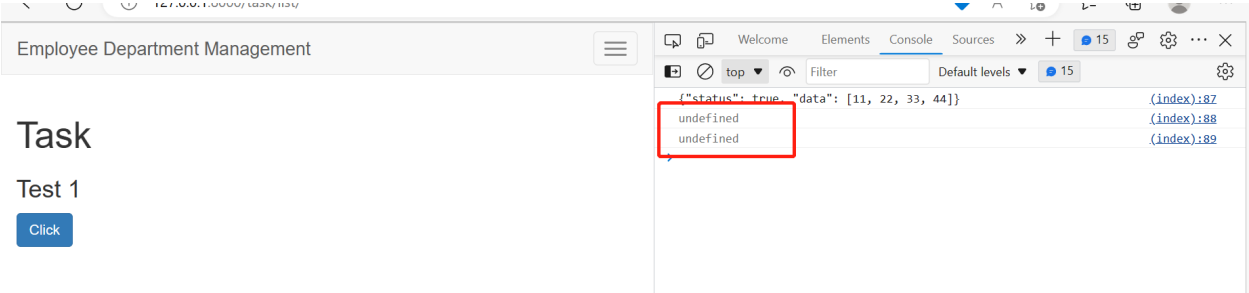 127.0.0.1:8000/task/list/
Employee Department Management
Task
Test 1
Click
Welcome Elements Console Sources » 15
top ▼ Filter Default levels ▼ 15
{"status": true, "data": [11, 22, 33, 44]} (index):87
undefined (index):88
undefined (index):89